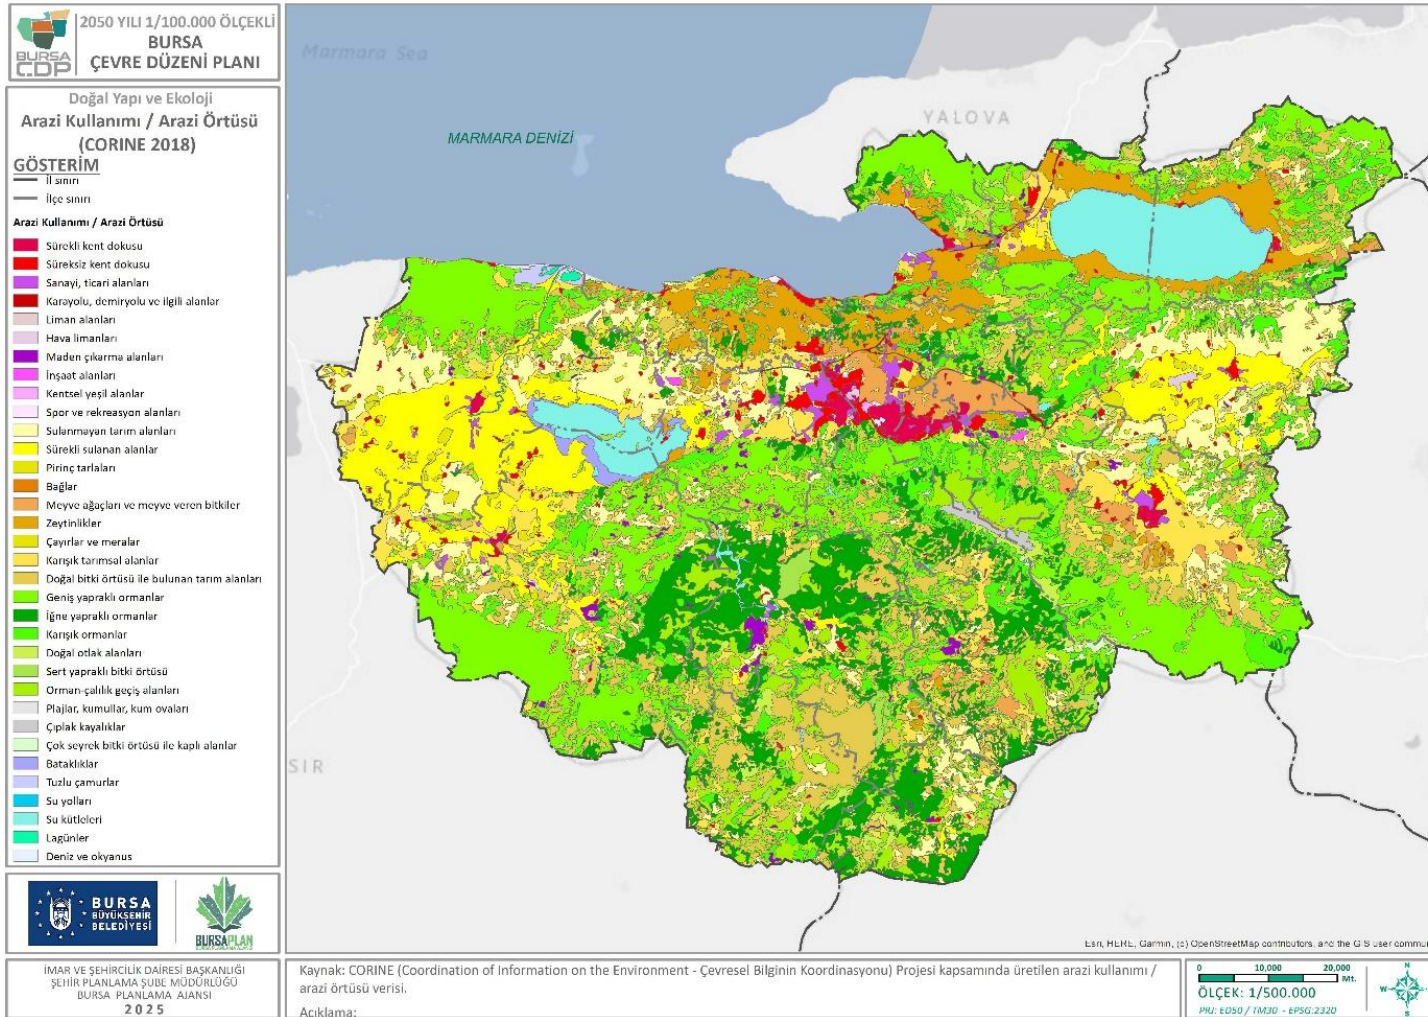 BURSA
ÇDP
2050 YILI 1/100.000 ÖLÇEKLİ
BURSA
ÇEVRE DÜZENİ PLANI
Doğal Yapı ve Ekoloji
Arazi Kullanımı / Arazi Örtüsü
(CORINE 2018)
GÖSTERİM
İl sınırı
İlçe sınırı
Arazi Kullanımı / Arazi Örtüsü
Sürekli kent dokusu
Süreksiz kent dokusu
Sanayi, ticari alanları
Karayolu, demiryolu ve ilgili alanlar
Liman alanları
Hava limanları
Maden çıkarma alanları
İnşaat alanları
Kentsel yeşil alanlar
Spor ve rekreasyon alanları
Sulanmayan tarım alanları
Sürekli sulanan alanlar
Pirinç tarlaları
Bağlar
Meyve ağaçları ve meyve veren bitkiler
Zeytinlikler
Çayırlar ve meralar
Karışık tarımsal alanlar
Doğal bitki örtüsü ile bulunan tarım alanları
Geniş yapraklı ormanlar
İğne yapraklı ormanlar
Karışık ormanlar
Doğal otlak alanları
Sert yapraklı bitki örtüsü
Orman-çalılık geçiş alanları
Plajlar, kumullar, kum ovaları
Çıplak kayalıklar
Çok seyrek bitki örtüsü ile kaplı alanlar
Bataklıklar
Tuzlu çamurlar
Su yolları
Su kütleleri
Lagünler
Deniz ve okyanus
BURSA
BÜYÜKŞEHİR
BELEDİYESİ
BURSAPLAN
İMAR VE ŞEHİRCİLİK DAİRESİ BAŞKANLIĞI
ŞEHİR PLANLAMA ŞUBE MÜDÜRLÜĞÜ
BURSA PLANLAMA AJANSI
2025
Marmara Sea
MARMARA DENİZİ
YALOVA
SIR
Esri, HERE, Garmin, (c) OpenStreetMap contributors, and the GIS user commun
Kaynak: CORINE (Coordination of Information on the Environment - Çevresel Bilginin Koordinasyonu) Projesi kapsamında üretilen arazi kullanımı /
arazi örtüsü verisi.
Açıklama:
0 10,000 20,000
Mt.
ÖLÇEK: 1/500.000
PRJ: ED50 / TM30 - EPSG:2320
N
W E
S